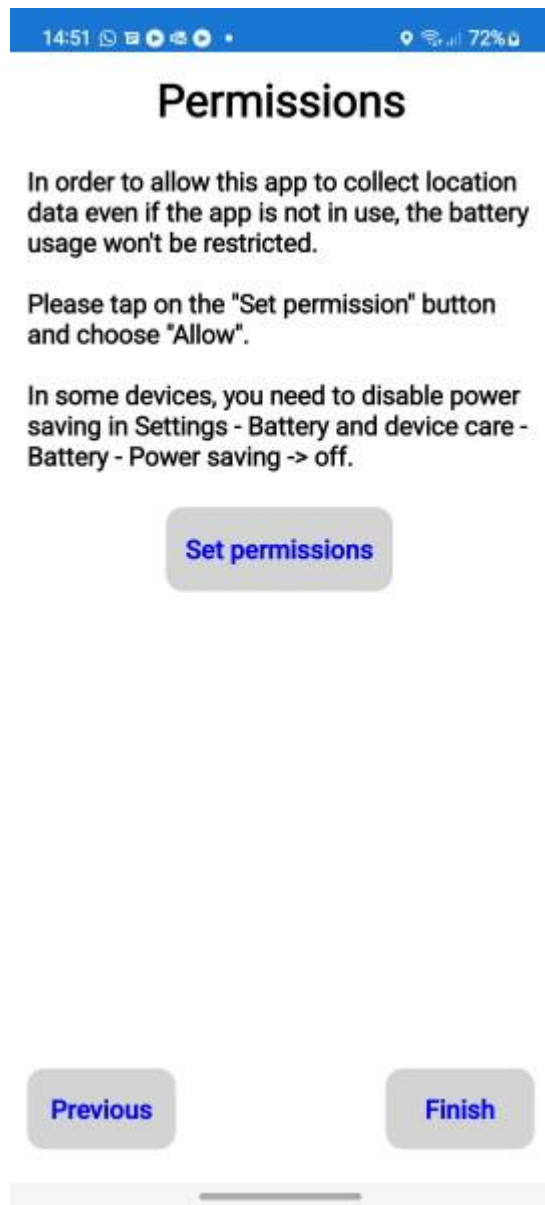 14:51
72%
Permissions
In order to allow this app to collect location
data even if the app is not in use, the battery
usage won't be restricted.
Please tap on the "Set permission" button
and choose "Allow".
In some devices, you need to disable power
saving in Settings - Battery and device care -
Battery - Power saving -> off.
Set permissions
Previous
Finish